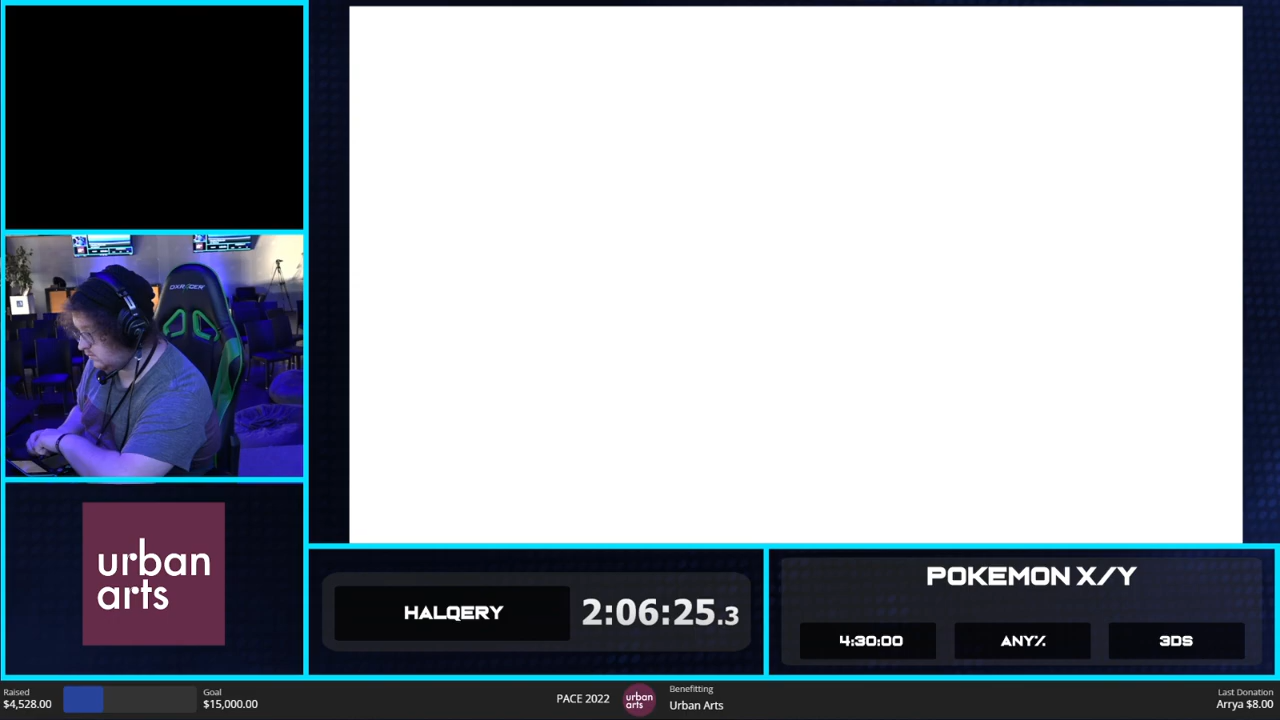 DXRACER
urban
arts
HALQERY
2:06:25.3
POKEMON X/Y
4:30:00
ANY%
3DS
Raised
$4,528.00
Goal
$15,000.00
PACE 2022
urban
arts
Benefitting
Urban Arts
Last Donation
Arrya $8.00